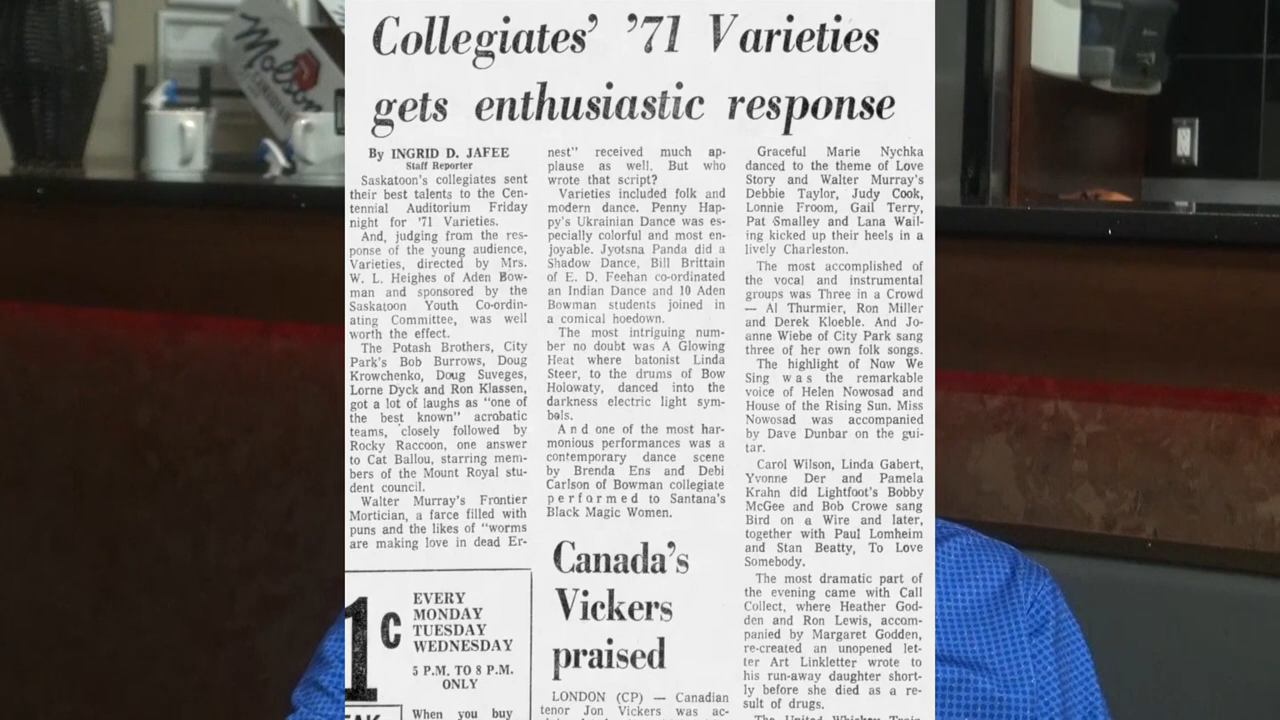 Molson
CANADIAN
Collegiates’ ’71 Varieties
gets enthusiastic response
By INGRID D. JAFEE
Staff Reporter
Saskatoon's collegiates sent
their best talents to the Cen-
tennial Auditorium Friday
night for '71 Varieties.
And, judging from the res-
ponse of the young audience,
Varieties, directed by Mrs.
W. L. Heighes of Aden Bow-
man and sponsored by the
Saskatoon Youth Co-ordin-
ating Committee, was well
worth the effect.
The Potash Brothers, City
Park's Bob Burrows, Doug
Krowchenko, Doug Suveges,
Lorne Dyck and Ron Klassen,
got a lot of laughs as "one of
the best known" acrobatic
teams, closely followed by
Rocky Raccoon, one answer
to Cat Ballou, starring mem-
bers of the Mount Royal stu-
dent council.
Walter Murray's Frontier
Mortician, a farce filled with
puns and the likes of "worms
are making love in dead Er-
nest" received much ap-
plause as well. But who
wrote that script?
Varieties included folk and
modern dance. Penny Hap-
py's Ukrainian Dance was es-
pecially colorful and most en-
joyable. Jyotsna Panda did a
Shadow Dance, Bill Brittain
of E. D. Feehan co-ordinated
an Indian Dance and 10 Aden
Bowman students joined in
a comical hoedown.
The most intriguing num-
ber no doubt was A Glowing
Heat where batonist Linda
Steer, to the drums of Bow
Holowaty, danced into the
darkness electric light sym-
bols.
And one of the most har-
monious performances was a
contemporary dance scene
by Brenda Ens and Debi
Carlson of Bowman collegiate
performed to Santana's
Black Magic Women.
Graceful Marie Nychka
danced to the theme of Love
Story and Walter Murray's
Debbie Taylor, Judy Cook,
Lonnie Froom, Gail Terry,
Pat Smalley and Lana Wail-
ing kicked up their heels in a
lively Charleston.
The most accomplished of
the vocal and instrumental
groups was Three in a Crowd
— Al Thurmier, Ron Miller
and Derek Kloeble. And Jo-
anne Wiebe of City Park sang
three of her own folk songs.
The highlight of Now We
Sing was the remarkable
voice of Helen Nowosad and
House of the Rising Sun. Miss
Nowosad was accompanied
by Dave Dunbar on the gui-
tar.
Carol Wilson, Linda Gabert,
Yvonne Der and Pamela
Krahn did Lightfoot's Bobby
McGee and Bob Crowe sang
Bird on a Wire and later,
together with Paul Lomheim
and Stan Beatty, To Love
Somebody.
The most dramatic part of
the evening came with Call
Collect, where Heather God-
den and Ron Lewis, accom-
panied by Margaret Godden,
re-created an unopened let-
ter Art Linkletter wrote to
his run-away daughter short-
ly before she died as a re-
sult of drugs.
The United Whiskey Train
1c
EVERY
MONDAY
TUESDAY
WEDNESDAY
5 P.M. TO 8 P.M.
ONLY
When you buy
Canada's
Vickers
praised
LONDON (CP) — Canadian
tenor Jon Vickers was ac-